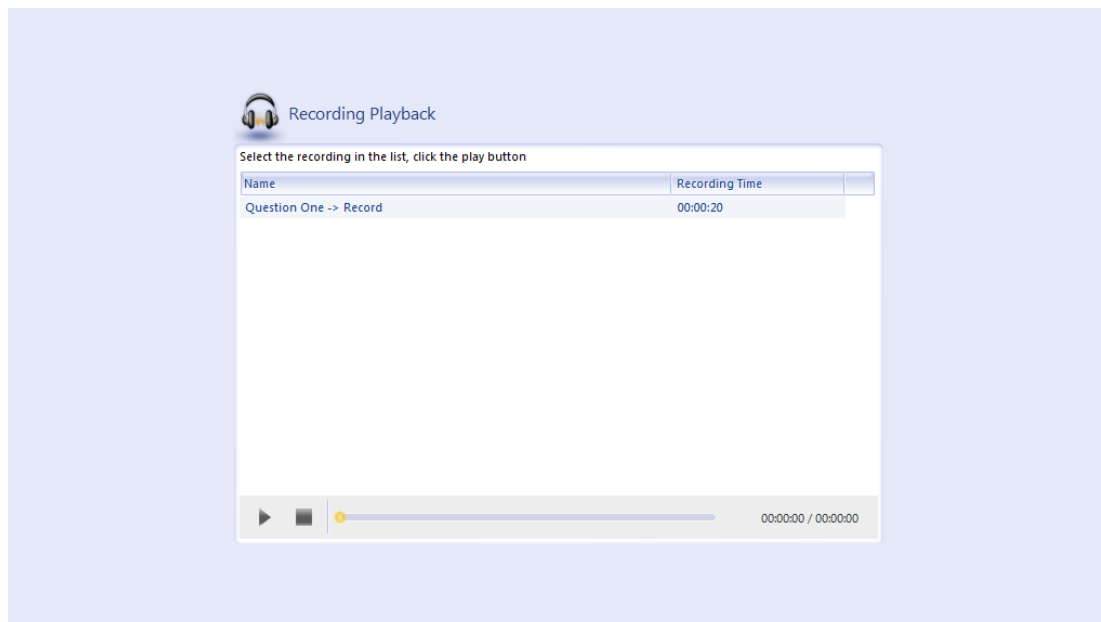 Recording Playback
Select the recording in the list, click the play button
Name Recording Time
Question One -> Record 00:00:20
00:00:00 / 00:00:00